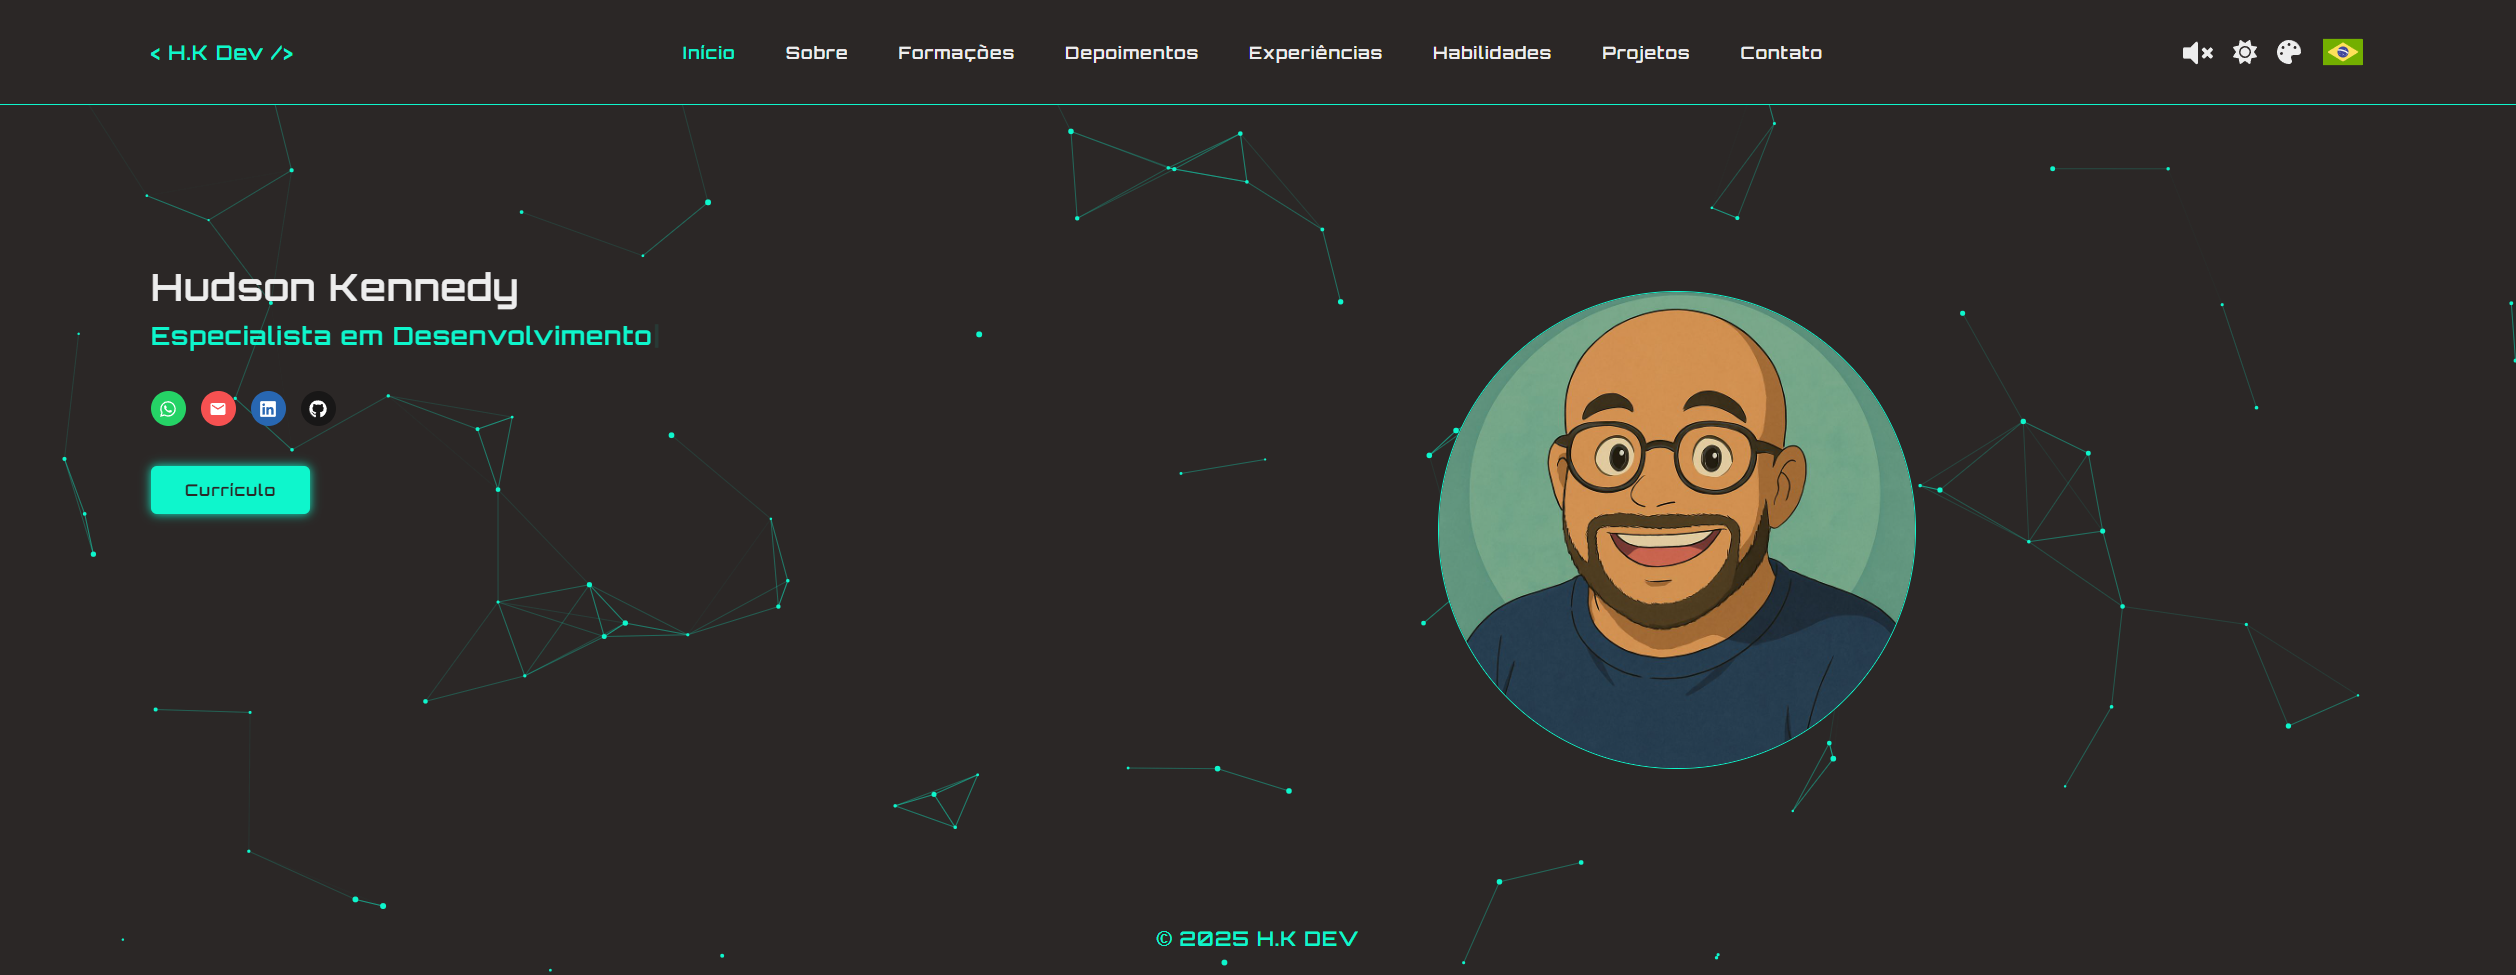 < H.K Dev />
Início Sobre Formações Depoimentos Experiências Habilidades Projetos Contato
Hudson Kennedy
Especialista em Desenvolvimento
Currículo
© 2025 H.K DEV